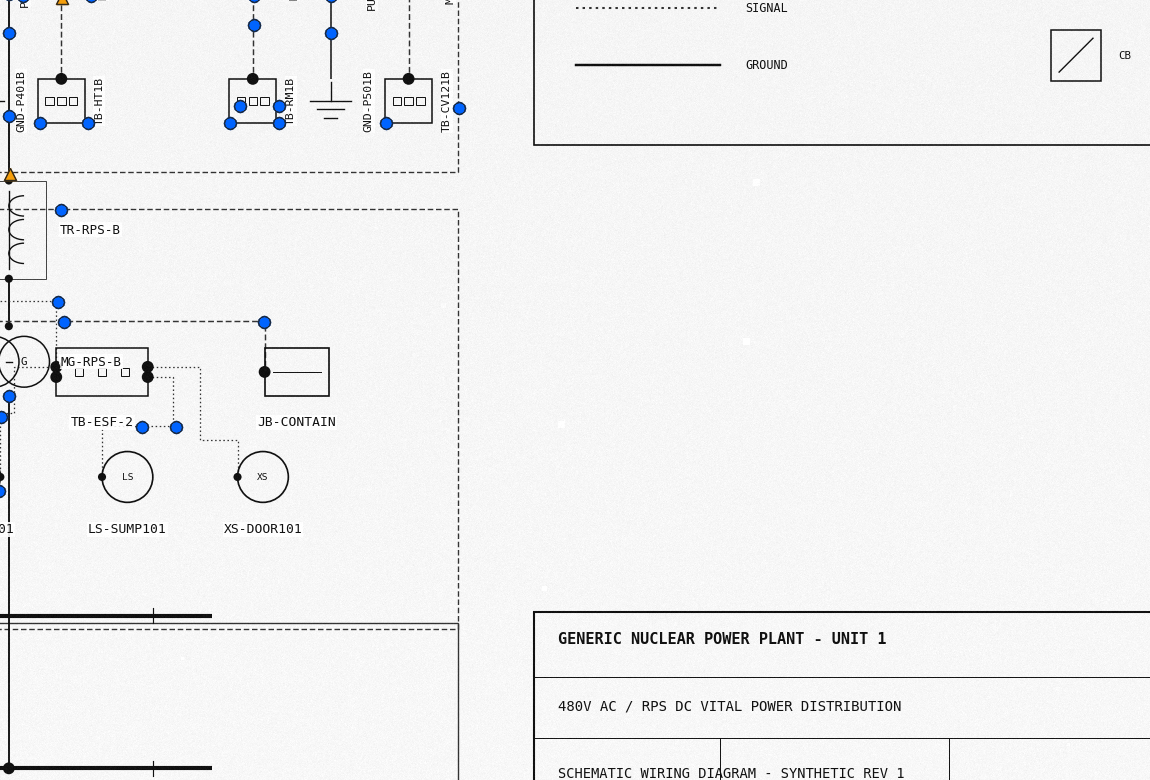 SIGNAL
GROUND
CB
GND-P401B
TB-HT1B
TB-RM1B
GND-P501B
TB-CV121B
TR-RPS-B
G
MG-RPS-B
TB-ESF-2
JB-CONTAIN
LS
XS
01
LS-SUMP101
XS-DOOR101
GENERIC NUCLEAR POWER PLANT - UNIT 1
480V AC / RPS DC VITAL POWER DISTRIBUTION
SCHEMATIC WIRING DIAGRAM - SYNTHETIC REV 1